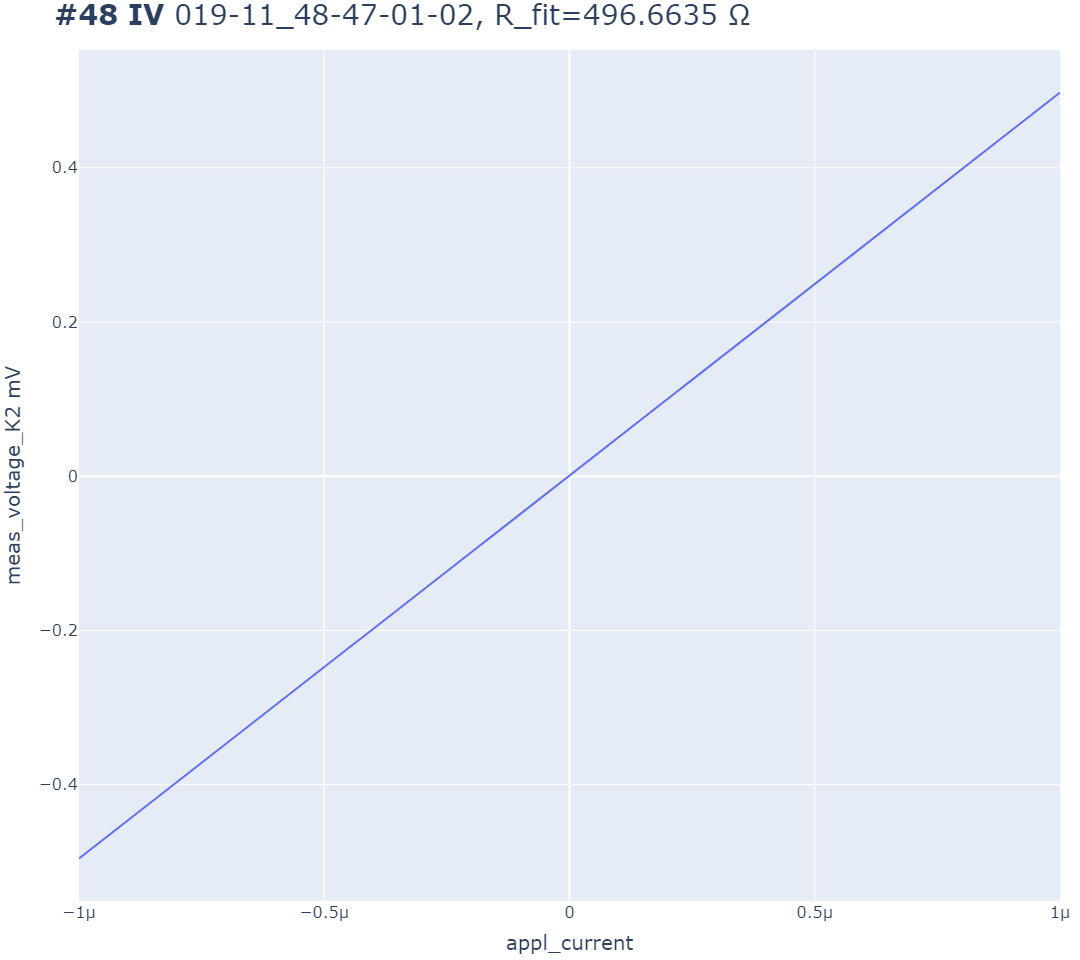 #48 IV 019-11_48-47-01-02, R_fit=496.6635 Ω
meas_voltage_K2 mV
0.4
0.2
0
−0.2
−0.4
−1μ
−0.5μ
0
0.5μ
1μ
appl_current